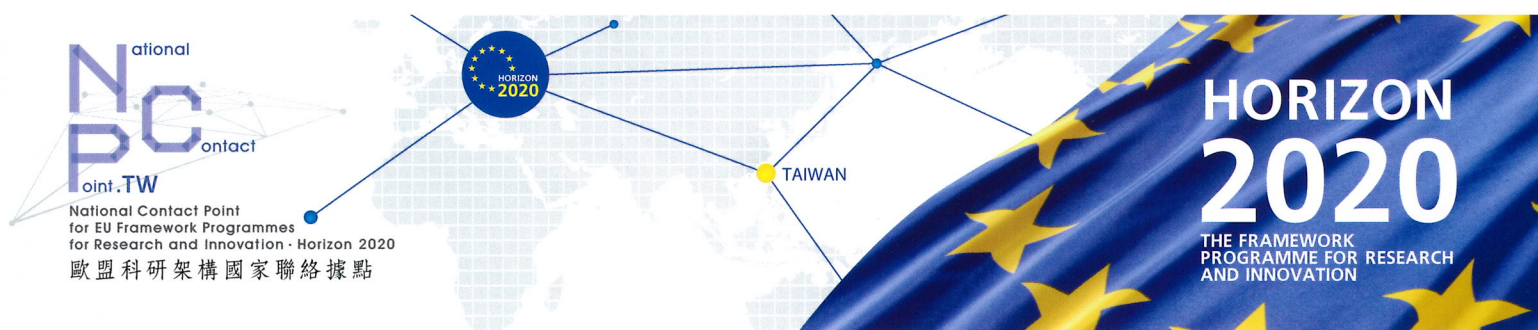 National
Contact
Point.TW
National Contact Point
for EU Framework Programmes
for Research and Innovation · Horizon 2020
歐盟科研架構國家聯絡據點
HORIZON
2020
TAIWAN
HORIZON
2020
THE FRAMEWORK
PROGRAMME FOR RESEARCH
AND INNOVATION